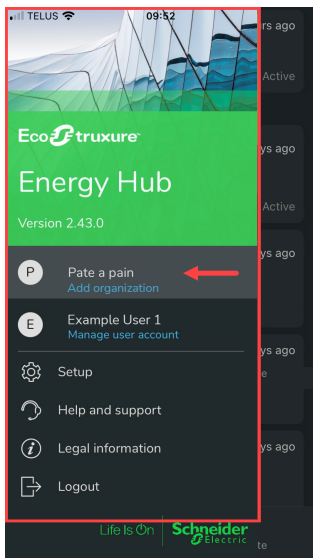 TELUS 09:52
rs ago
Active
EcoStruxure™
ys ago
Energy Hub
Active
Version 2.43.0
ys ago
P Pate a pain
Add organization
E Example User 1
Manage user account
ys ago
Setup
e
Help and support
Legal information
ys ago
Logout
Life Is On Schneider
Electric
te